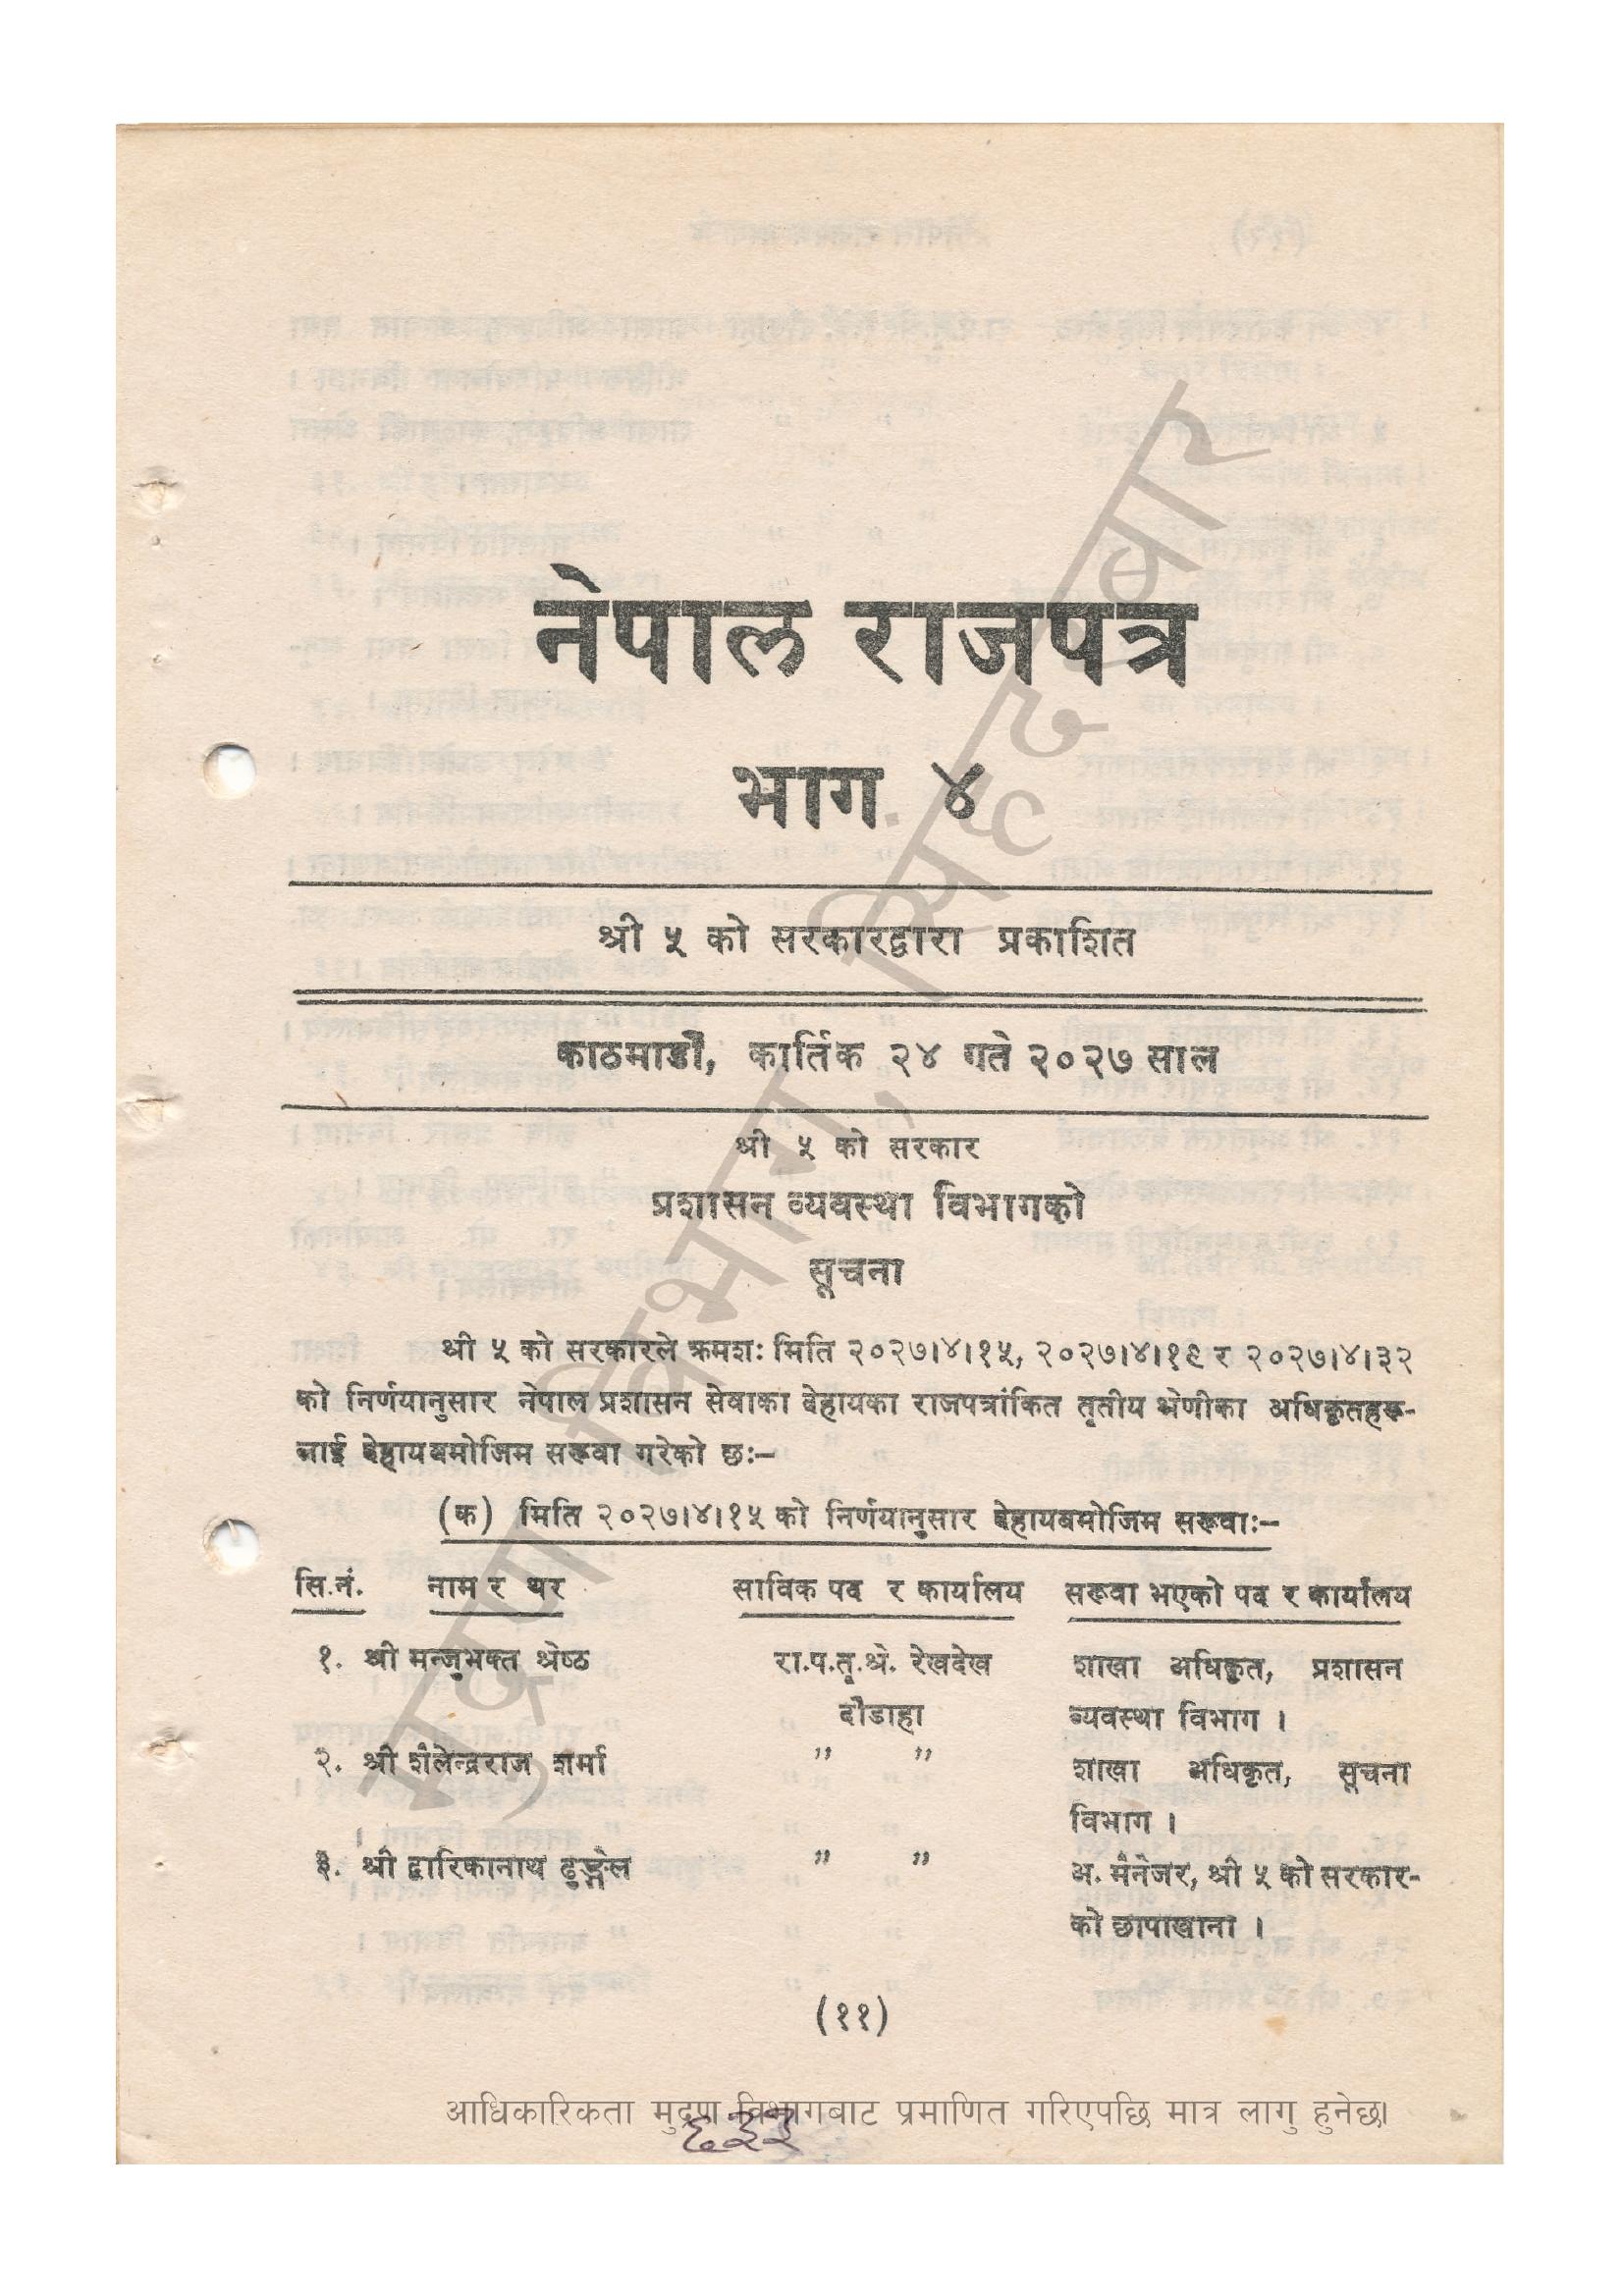 नेपाल राजपत्र
भाग ४
श्री ५ को सरकारद्वारा प्रकाशित
काठमाडौं, कार्तिक २४ गते २०२७ साल
श्री ५ को सरकार
प्रशासन व्यवस्था विभागको
सूचना
श्री ५ को सरकारले क्रमशः मिति २०२७।४।१५, २०२७।४।१९ र २०२७।४।३२
को निर्णयानुसार नेपाल प्रशासन सेवाका देहायका राजपत्रांकित तृतीय श्रेणीका अधिकृतहरू-
लाई देहायबमोजिम सरूवा गरेको छः–
(क) मिति २०२७।४।१५ को निर्णयानुसार देहायबमोजिम सरूवाः–
सि.नं. नाम र थर साविक पद र कार्यालय सरूवा भएको पद र कार्यालय
१. श्री मन्जुभक्त श्रेष्ठ रा.प.तृ.श्रे. रेखदेख शाखा अधिकृत, प्रशासन
दौडाहा व्यवस्था विभाग ।
२. श्री शैलेन्द्रराज शर्मा " " शाखा अधिकृत, सूचना
विभाग ।
३. श्री द्वारिकानाथ ढुङ्गेल " " अ. मैनेजर, श्री ५ को सरकार-
को छापाखाना ।
(११)
आधिकारिकता मुद्रण विभागबाट प्रमाणित गरिएपछि मात्र लागु हुनेछ।
६३३
मुद्रण विभाग, सिंहदरबार